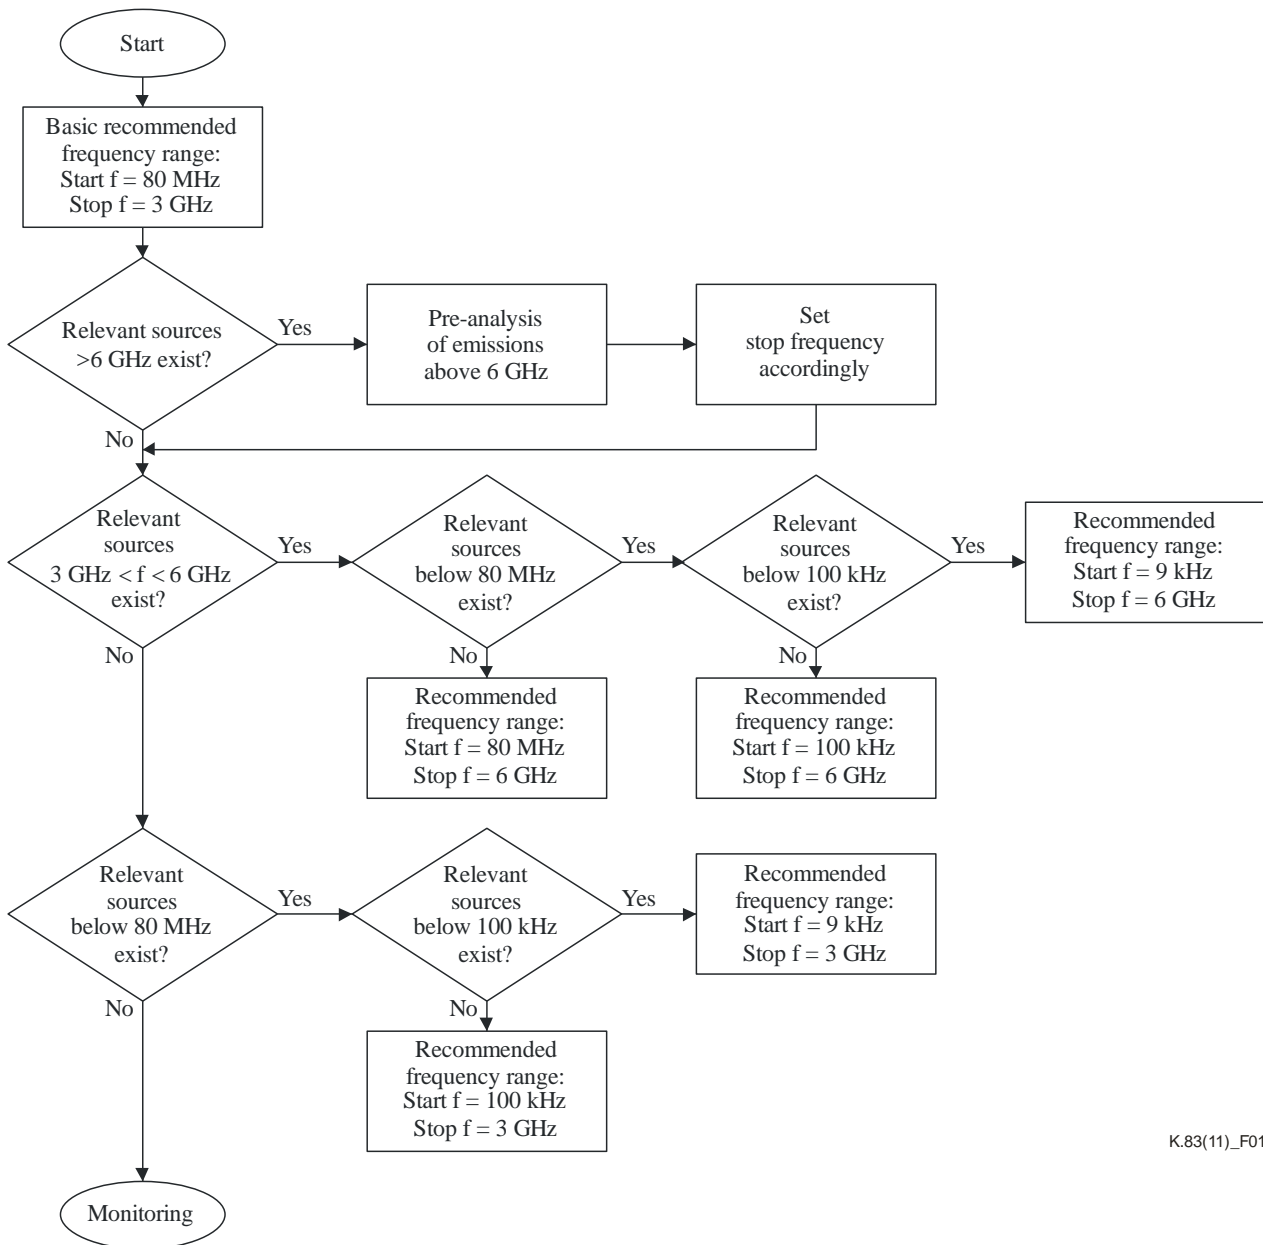 Start
Basic recommended
frequency range:
Start f = 80 MHz
Stop f = 3 GHz
Relevant sources
>6 GHz exist?
Yes
Pre-analysis
of emissions
above 6 GHz
Set
stop frequency
accordingly
No
Relevant
sources
3 GHz < f < 6 GHz
exist?
Yes
Relevant
sources
below 80 MHz
exist?
Yes
Relevant
sources
below 100 kHz
exist?
Yes
Recommended
frequency range:
Start f = 9 kHz
Stop f = 6 GHz
No
No
Recommended
frequency range:
Start f = 80 MHz
Stop f = 6 GHz
No
Recommended
frequency range:
Start f = 100 kHz
Stop f = 6 GHz
Relevant
sources
below 80 MHz
exist?
Yes
Relevant
sources
below 100 kHz
exist?
Yes
Recommended
frequency range:
Start f = 9 kHz
Stop f = 3 GHz
No
No
Recommended
frequency range:
Start f = 100 kHz
Stop f = 3 GHz
K.83(11)_F01
Monitoring